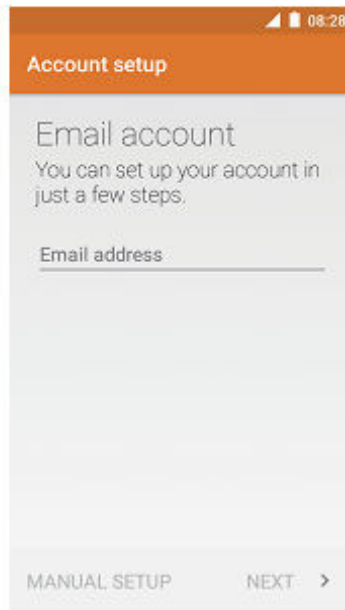 08:28
Account setup
Email account
You can set up your account in
just a few steps.
Email address
MANUAL SETUP NEXT >